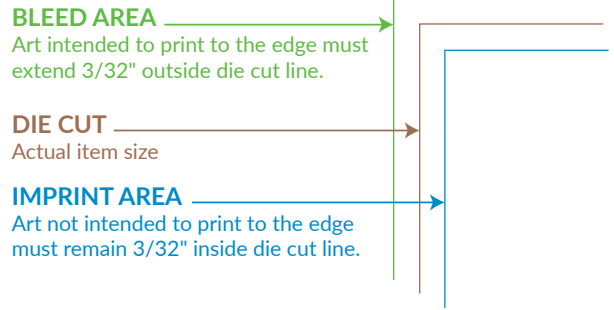 BLEED AREA
Art intended to print to the edge must
extend 3/32" outside die cut line.
DIE CUT
Actual item size
IMPRINT AREA
Art not intended to print to the edge
must remain 3/32" inside die cut line.